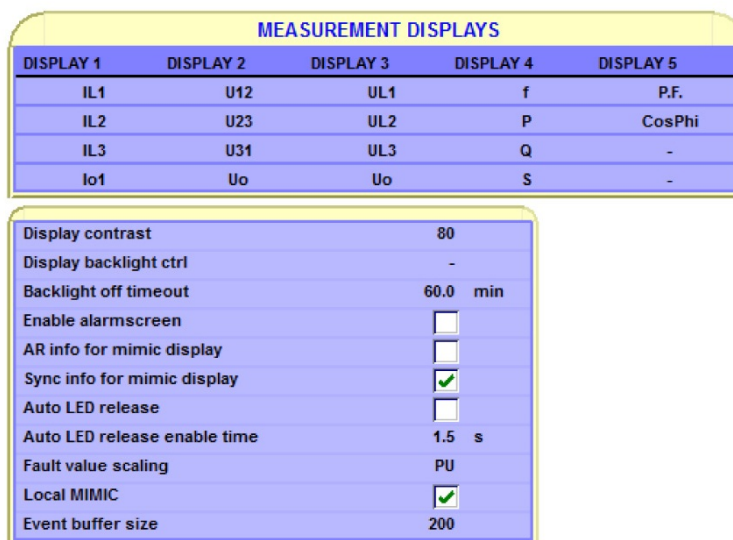 MEASUREMENT DISPLAYS
DISPLAY 1 DISPLAY 2 DISPLAY 3 DISPLAY 4 DISPLAY 5
IL1 U12 UL1 f P.F.
IL2 U23 UL2 P CosPhi
IL3 U31 UL3 Q -
Io1 Uo Uo S -
Display contrast 80
Display backlight ctrl -
Backlight off timeout 60.0 min
Enable alarmscreen
AR info for mimic display
Sync info for mimic display
Auto LED release
Auto LED release enable time 1.5 s
Fault value scaling PU
Local MIMIC
Event buffer size 200